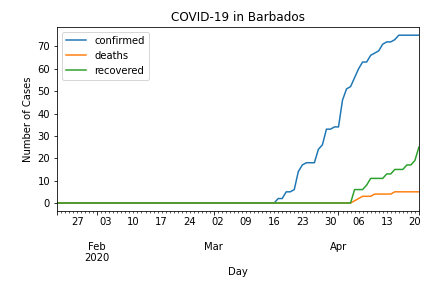 COVID-19 in Barbados
confirmed
deaths
recovered
Number of Cases
70
60
50
40
30
20
10
0
27 03 10 17 24 02 09 16 23 30 06 13 20
Feb Mar Apr
2020
Day